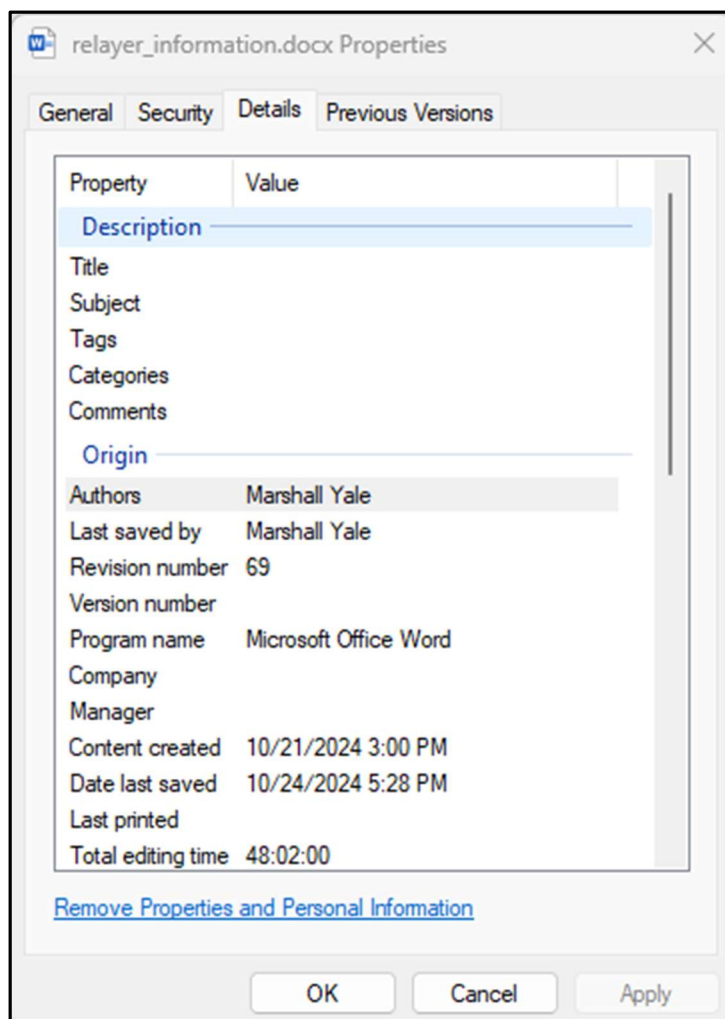 relayer_information.docx Properties
General Security Details Previous Versions
Property Value
Description
Title
Subject
Tags
Categories
Comments
Origin
Authors Marshall Yale
Last saved by Marshall Yale
Revision number 69
Version number
Program name Microsoft Office Word
Company
Manager
Content created 10/21/2024 3:00 PM
Date last saved 10/24/2024 5:28 PM
Last printed
Total editing time 48:02:00
Remove Properties and Personal Information
OK Cancel Apply